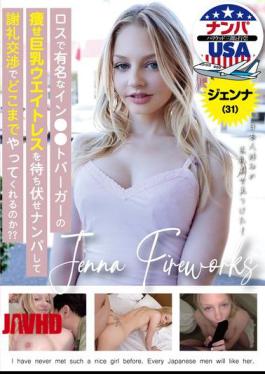 ナンパ
USA
ジェンナ
(31)
ロスで有名なイン●●トバーガーの
痩せ巨乳ウエイトレスを待ち伏せナンパして
謝礼交渉でどこまでやってくれるのか??
Jenna Fireworks
JAVHD
I have never met such a nice girl before. Every Japanese men will like her.